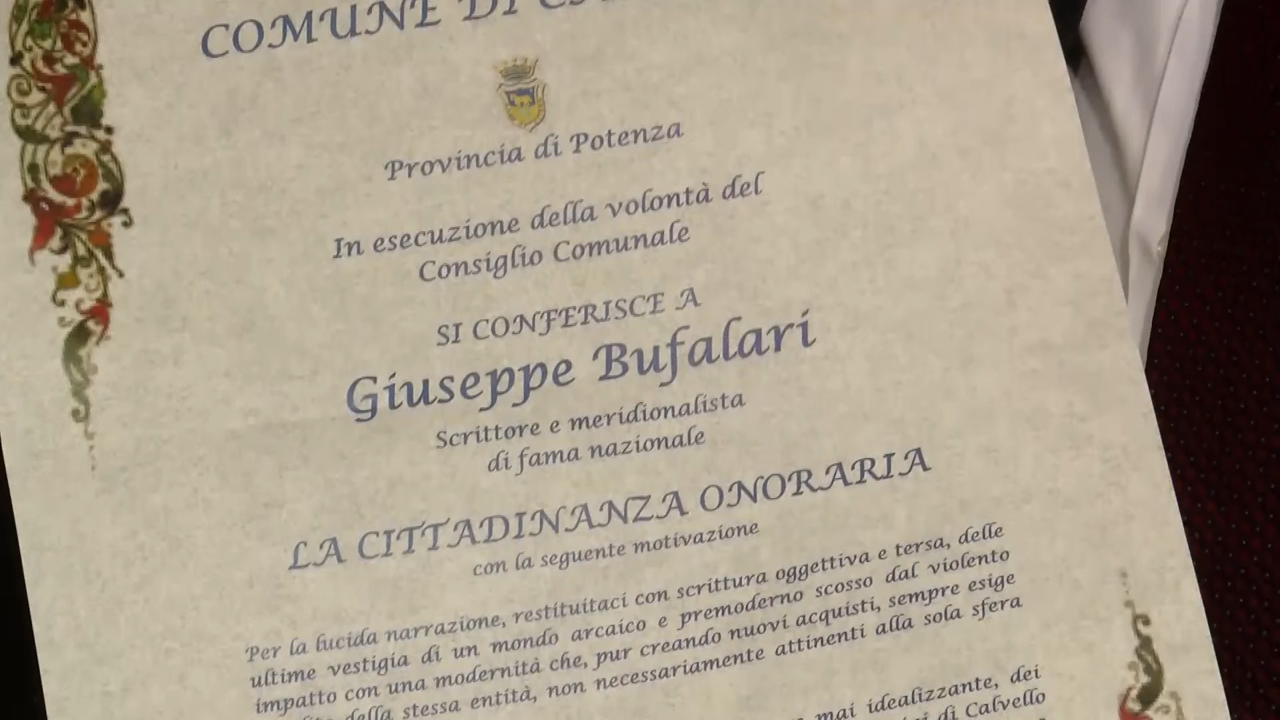 COMUNE DI
Provincia di Potenza
In esecuzione della volontà del
Consiglio Comunale
SI CONFERISCE A
Giuseppe Bufalari
Scrittore e meridionalista
di fama nazionale
LA CITTADINANZA ONORARIA
con la seguente motivazione
Per la lucida narrazione, restituitaci con scrittura oggettiva e tersa, delle
ultime vestigia di un mondo arcaico e premoderno scosso dal violento
impatto con una modernità che, pur creando nuovi acquisti, sempre esige
della stessa entità, non necessariamente attinenti alla sola sfera
mai idealizzante, dei
di Calvello